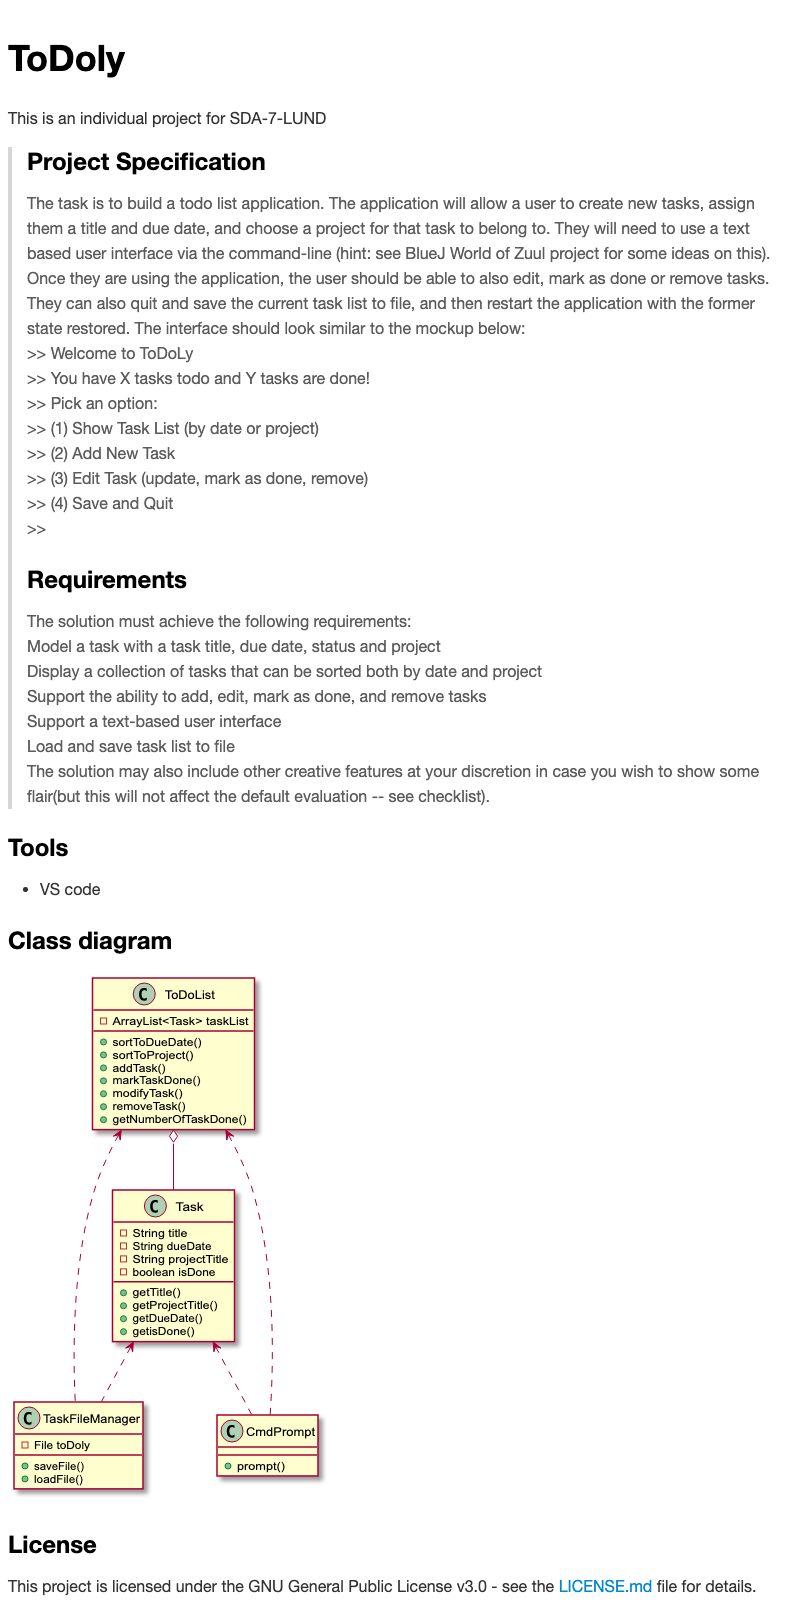 ToDoly
This is an individual project for SDA-7-LUND
Project Specification
The task is to build a todo list application. The application will allow a user to create new tasks, assign
them a title and due date, and choose a project for that task to belong to. They will need to use a text
based user interface via the command-line (hint: see BlueJ World of Zuul project for some ideas on this).
Once they are using the application, the user should be able to also edit, mark as done or remove tasks.
They can also quit and save the current task list to file, and then restart the application with the former
state restored. The interface should look similar to the mockup below:
>> Welcome to ToDoLy
>> You have X tasks todo and Y tasks are done!
>> Pick an option:
>> (1) Show Task List (by date or project)
>> (2) Add New Task
>> (3) Edit Task (update, mark as done, remove)
>> (4) Save and Quit
>>
Requirements
The solution must achieve the following requirements:
Model a task with a task title, due date, status and project
Display a collection of tasks that can be sorted both by date and project
Support the ability to add, edit, mark as done, and remove tasks
Support a text-based user interface
Load and save task list to file
The solution may also include other creative features at your discretion in case you wish to show some
flair(but this will not affect the default evaluation -- see checklist).
Tools
• VS code
Class diagram
C ToDoList
ArrayList<Task> taskList
sortToDueDate()
sortToProject()
addTask()
markTaskDone()
modifyTask()
removeTask()
getNumberOfTaskDone()
C Task
String title
String dueDate
String projectTitle
boolean isDone
getTitle()
getProjectTitle()
getDueDate()
getisDone()
C TaskFileManager
File toDoly
saveFile()
loadFile()
C CmdPrompt
prompt()
License
This project is licensed under the GNU General Public License v3.0 - see the LICENSE.md file for details.